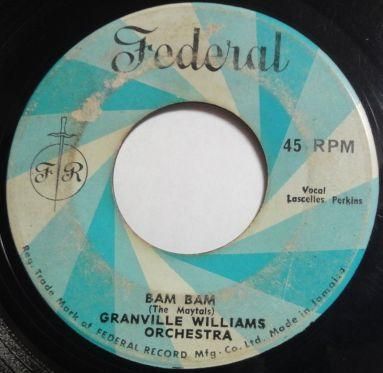 Federal
F R
45 RPM
Vocal
Lascelles Perkins
BAM BAM
(The Maytals)
GRANVILLE WILLIAMS
ORCHESTRA
Reg. Trade Mark of FEDERAL RECORD Mfg. Co. Ltd. Made in Jamaica